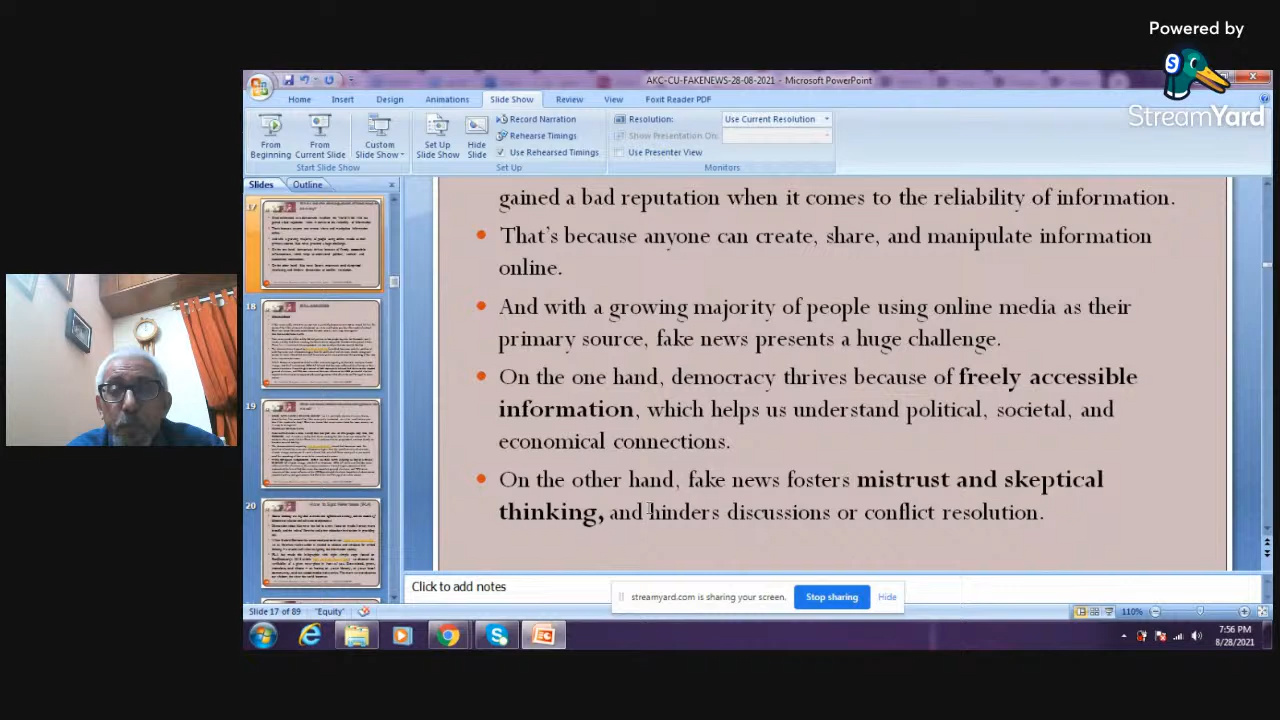 Powered by
StreamYard
AKC-CU-FAKENEWS-28-08-2021 - Microsoft PowerPoint
Home Insert Design Animations Slide Show Review View Foxit Reader PDF
From Beginning
From Current Slide
Custom Slide Show
Start Slide Show
Set Up Slide Show
Hide Slide
Record Narration
Rehearse Timings
Use Rehearsed Timings
Set Up
Resolution: Use Current Resolution
Show Presentation On:
Use Presenter View
Monitors
Slides Outline
17
18
19
20
gained a bad reputation when it comes to the reliability of information.
That's because anyone can create, share, and manipulate information
online.
And with a growing majority of people using online media as their
primary source, fake news presents a huge challenge.
On the one hand, democracy thrives because of freely accessible
information, which helps us understand political, societal, and
economical connections.
On the other hand, fake news fosters mistrust and skeptical
thinking, and hinders discussions or conflict resolution.
Click to add notes
streamyard.com is sharing your screen. Stop sharing Hide
Slide 17 of 89 "Equity" 110%
7:56 PM
8/28/2021